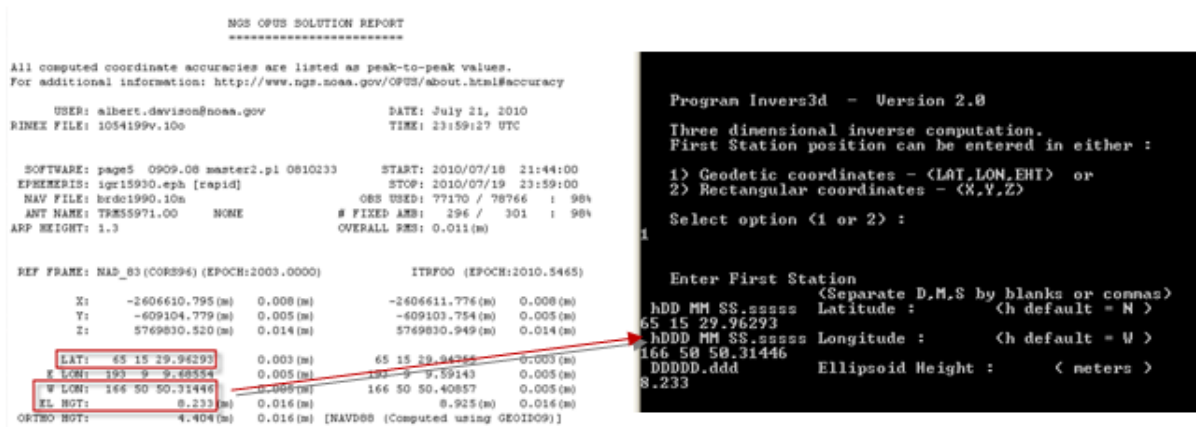 NGS OPUS SOLUTION REPORT
========================
All computed coordinate accuracies are listed as peak-to-peak values.
For additional information: http://www.ngs.noaa.gov/OPUS/about.html#accuracy
USER: albert.davison@noaa.gov DATE: July 21, 2010
RINEX FILE: 1054199v.10o TIME: 23:59:27 UTC
SOFTWARE: page5 0909.08 master2.pl 0810233 START: 2010/07/18 21:44:00
EPHEMERIS: igr15930.eph [rapid] STOP: 2010/07/19 23:59:00
NAV FILE: brdc1990.10n OBS USED: 77170 / 78766 : 98%
ANT NAME: TRM55971.00 NONE # FIXED AMB: 296 / 301 : 98%
ARP HEIGHT: 1.3 OVERALL RMS: 0.011(m)
REF FRAME: NAD_83(CORS96)(EPOCH:2003.0000) ITRF00 (EPOCH:2010.5465)
X: -2606610.795(m) 0.008(m) -2606611.776(m) 0.008(m)
Y: -609104.779(m) 0.005(m) -609103.754(m) 0.005(m)
Z: 5769830.520(m) 0.014(m) 5769830.949(m) 0.014(m)
LAT: 65 15 29.96293 0.003(m) 65 15 0.003(m)
E LON: 193 9 9.68554 0.005(m) 193 9 9.59143 0.005(m)
W LON: 166 50 50.31446 0.005(m) 166 50 50.40857 0.005(m)
EL HGT: 8.233(m) 0.016(m) 8.925(m) 0.016(m)
ORTHO HGT: 4.404(m) 0.016(m) [NAVD88 (Computed using GEOID09)]
Program Invers3d - Version 2.0
Three dimensional inverse computation.
First Station position can be entered in either :
1) Geodetic coordinates - (LAT,LON,EHT) or
2) Rectangular coordinates - (X,Y,Z)
Select option (1 or 2) :
1
Enter First Station
(Separate D,M,S by blanks or commas)
hDD MM SS.sssss Latitude : (h default = N )
65 15 29.96293
hDDD MM SS.sssss Longitude : (h default = W )
166 50 50.31446
DDDDD.ddd Ellipsoid Height : ( meters )
8.233